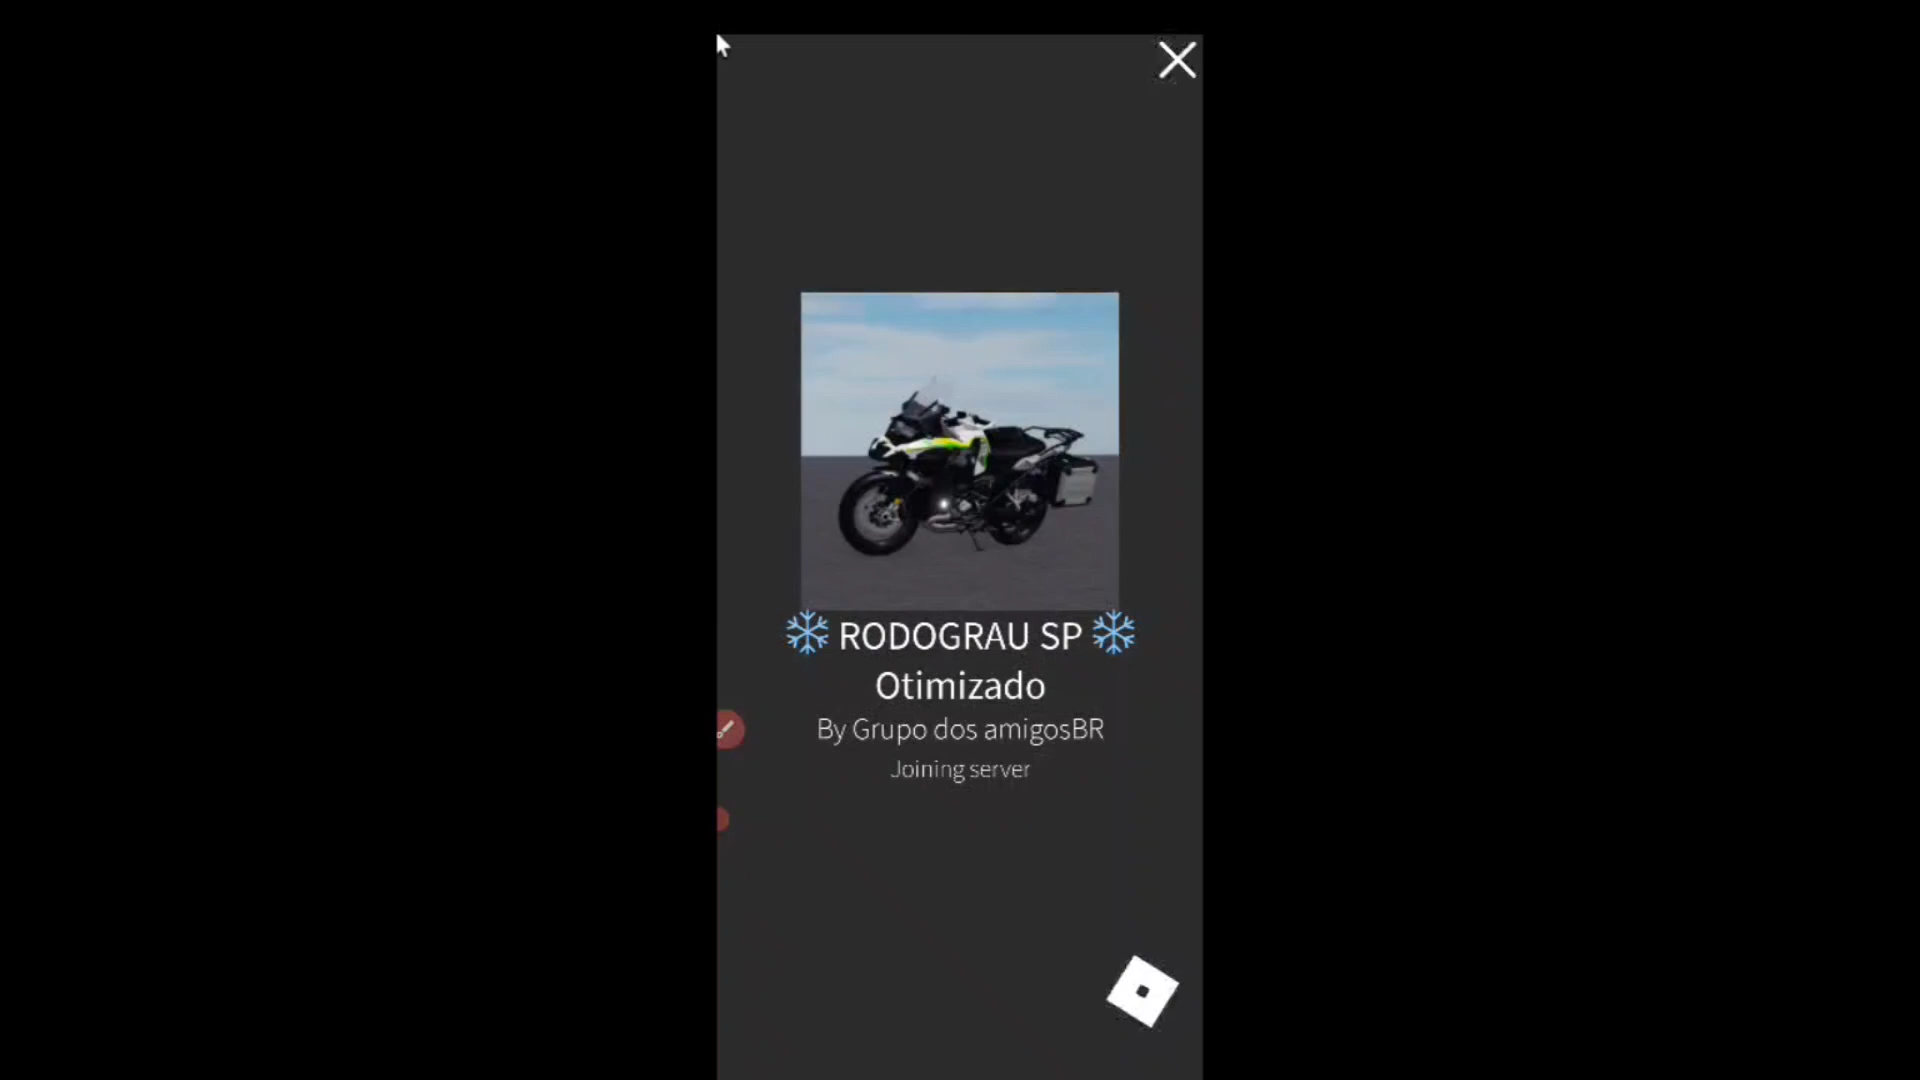 ❄️ RODOGRAU SP ❄️
Otimizado
By Grupo dos amigosBR
Joining server